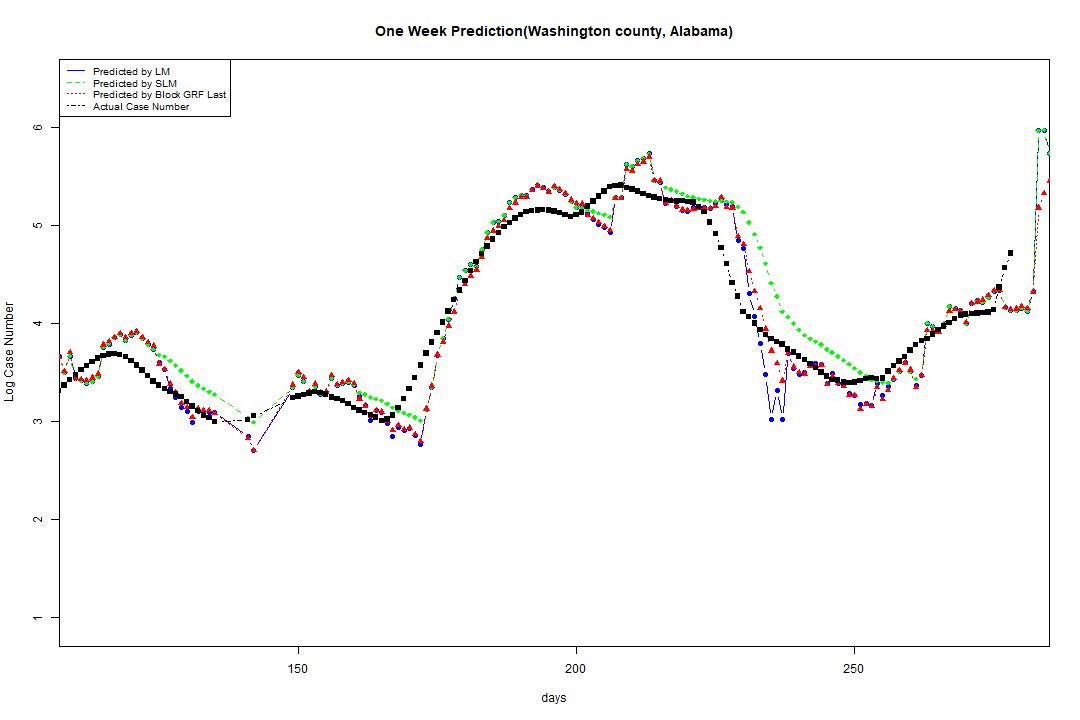 One Week Prediction(Washington county, Alabama)
Predicted by LM
Predicted by SLM
Predicted by Block GRF Last
Actual Case Number
6
5
4
3
2
1
Log Case Number
150 200 250
days